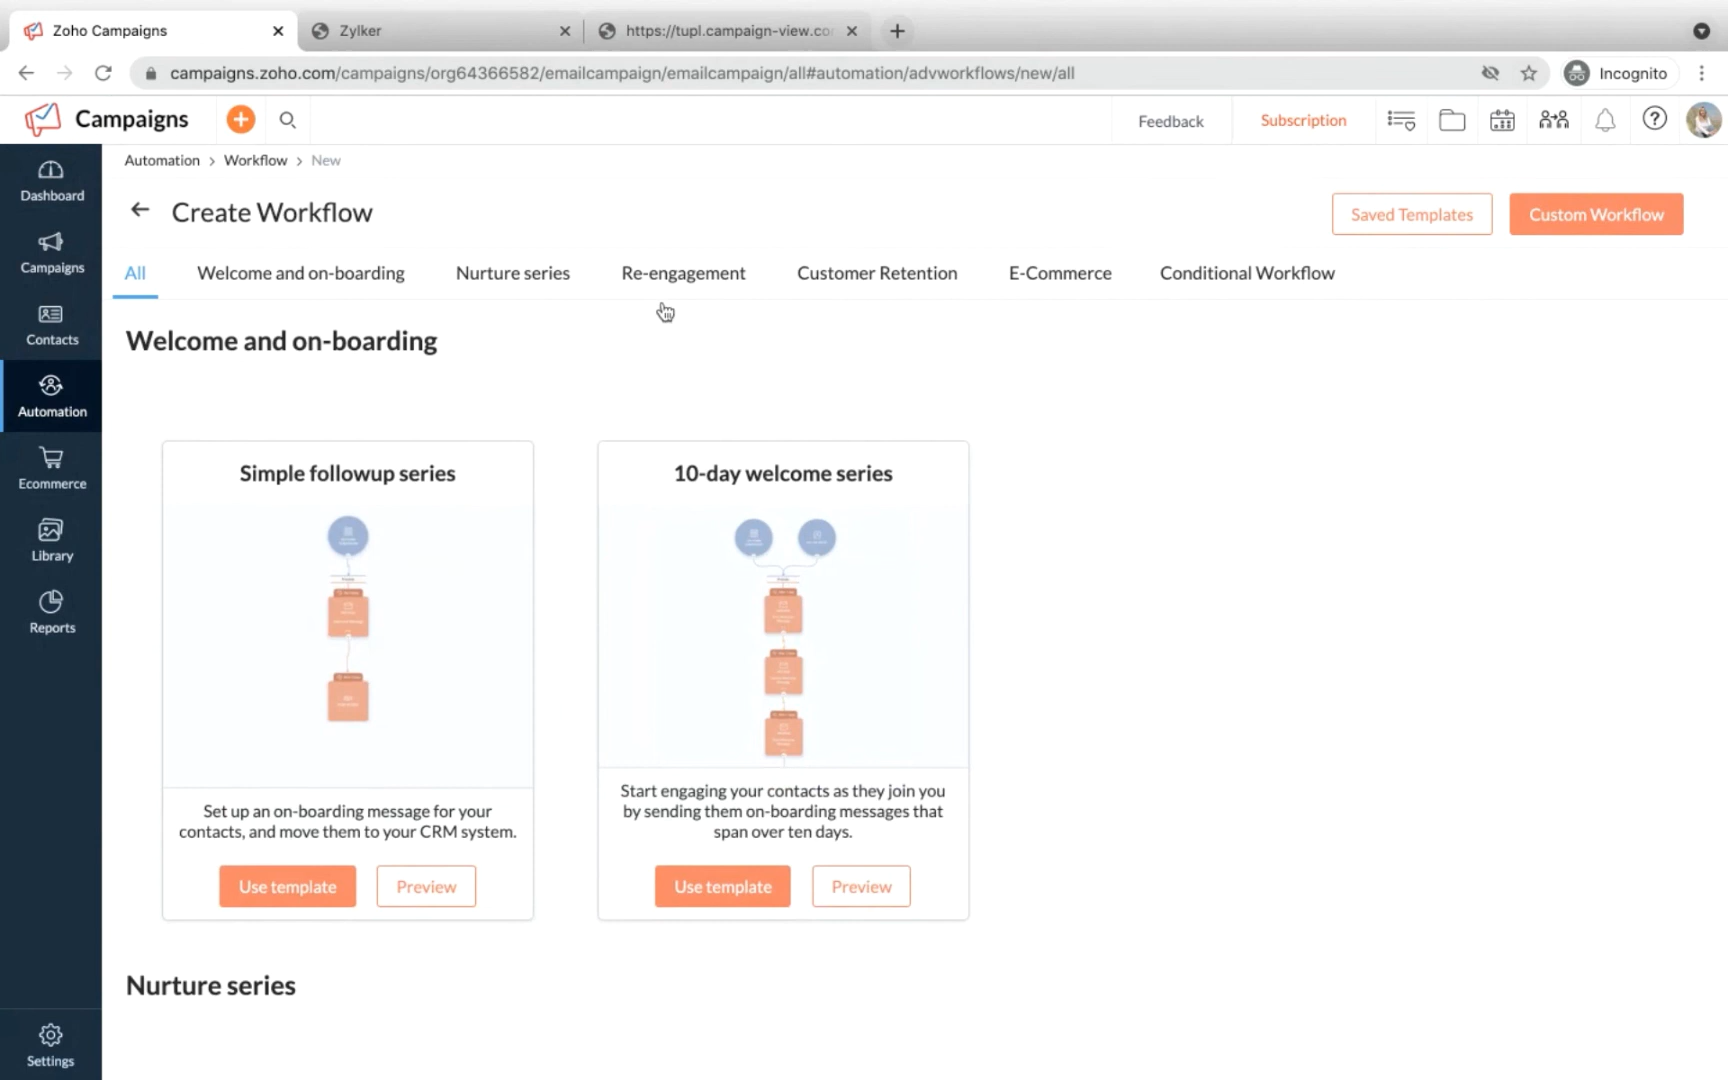 Zoho Campaigns
Zylker
https://tupl.campaign-view.co
campaigns.zoho.com/campaigns/org64366582/emailcampaign/emailcampaign/all#automation/advworkflows/new/all
Incognito
Campaigns
Feedback
Subscription
Dashboard
Campaigns
Contacts
Automation
Ecommerce
Library
Reports
Settings
Automation > Workflow > New
Create Workflow
Saved Templates
Custom Workflow
All
Welcome and on-boarding
Nurture series
Re-engagement
Customer Retention
E-Commerce
Conditional Workflow
Welcome and on-boarding
Simple followup series
Set up an on-boarding message for your
contacts, and move them to your CRM system.
Use template
Preview
10-day welcome series
Start engaging your contacts as they join you
by sending them on-boarding messages that
span over ten days.
Use template
Preview
Nurture series